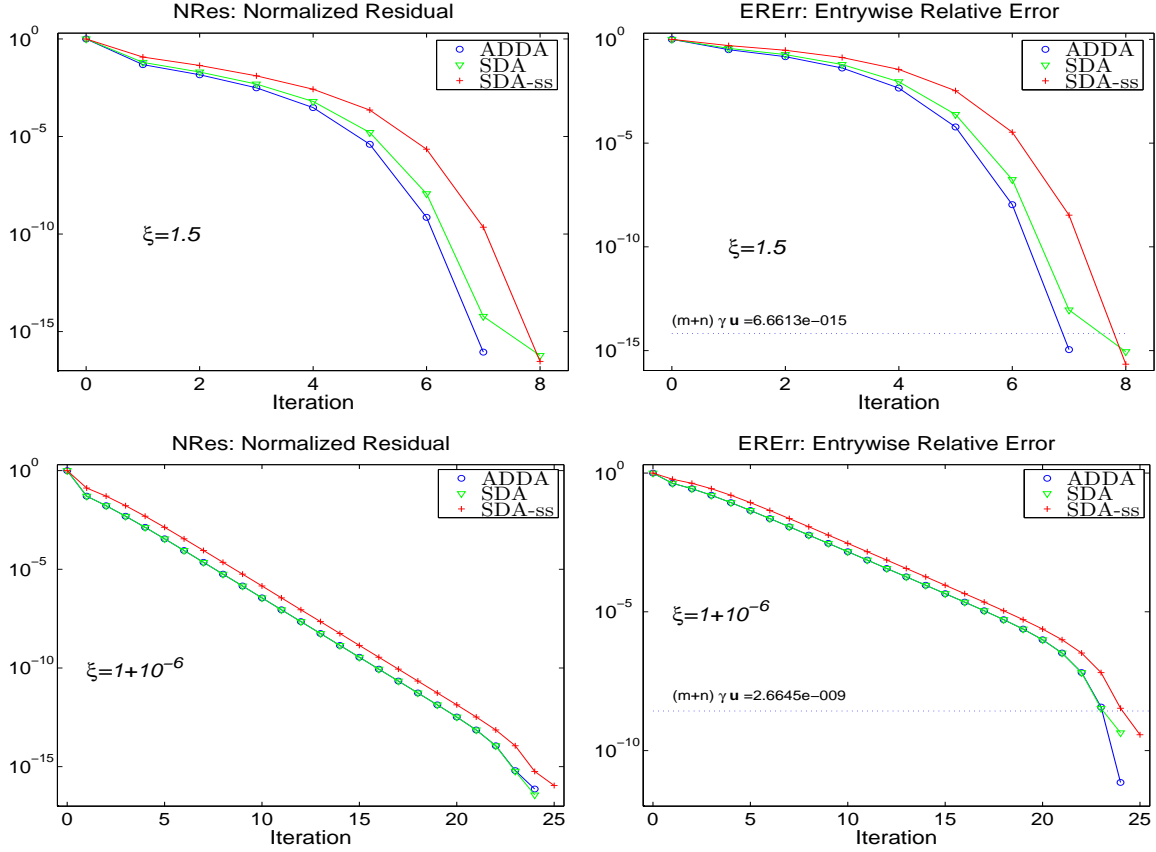 NRes: Normalized Residual
10^0
10^−5
10^−10
10^−15
ADDA
SDA
SDA-ss
ξ=1.5
0 2 4 6 8
Iteration
ERErr: Entrywise Relative Error
10^0
10^−5
10^−10
10^−15
ADDA
SDA
SDA-ss
ξ=1.5
(m+n) γ u =6.6613e−015
0 2 4 6 8
Iteration
NRes: Normalized Residual
10^0
10^−5
10^−10
10^−15
ADDA
SDA
SDA-ss
ξ=1+10^−6
0 5 10 15 20 25
Iteration
ERErr: Entrywise Relative Error
10^0
10^−5
10^−10
ADDA
SDA
SDA-ss
ξ=1+10^−6
(m+n) γ u =2.6645e−009
0 5 10 15 20 25
Iteration